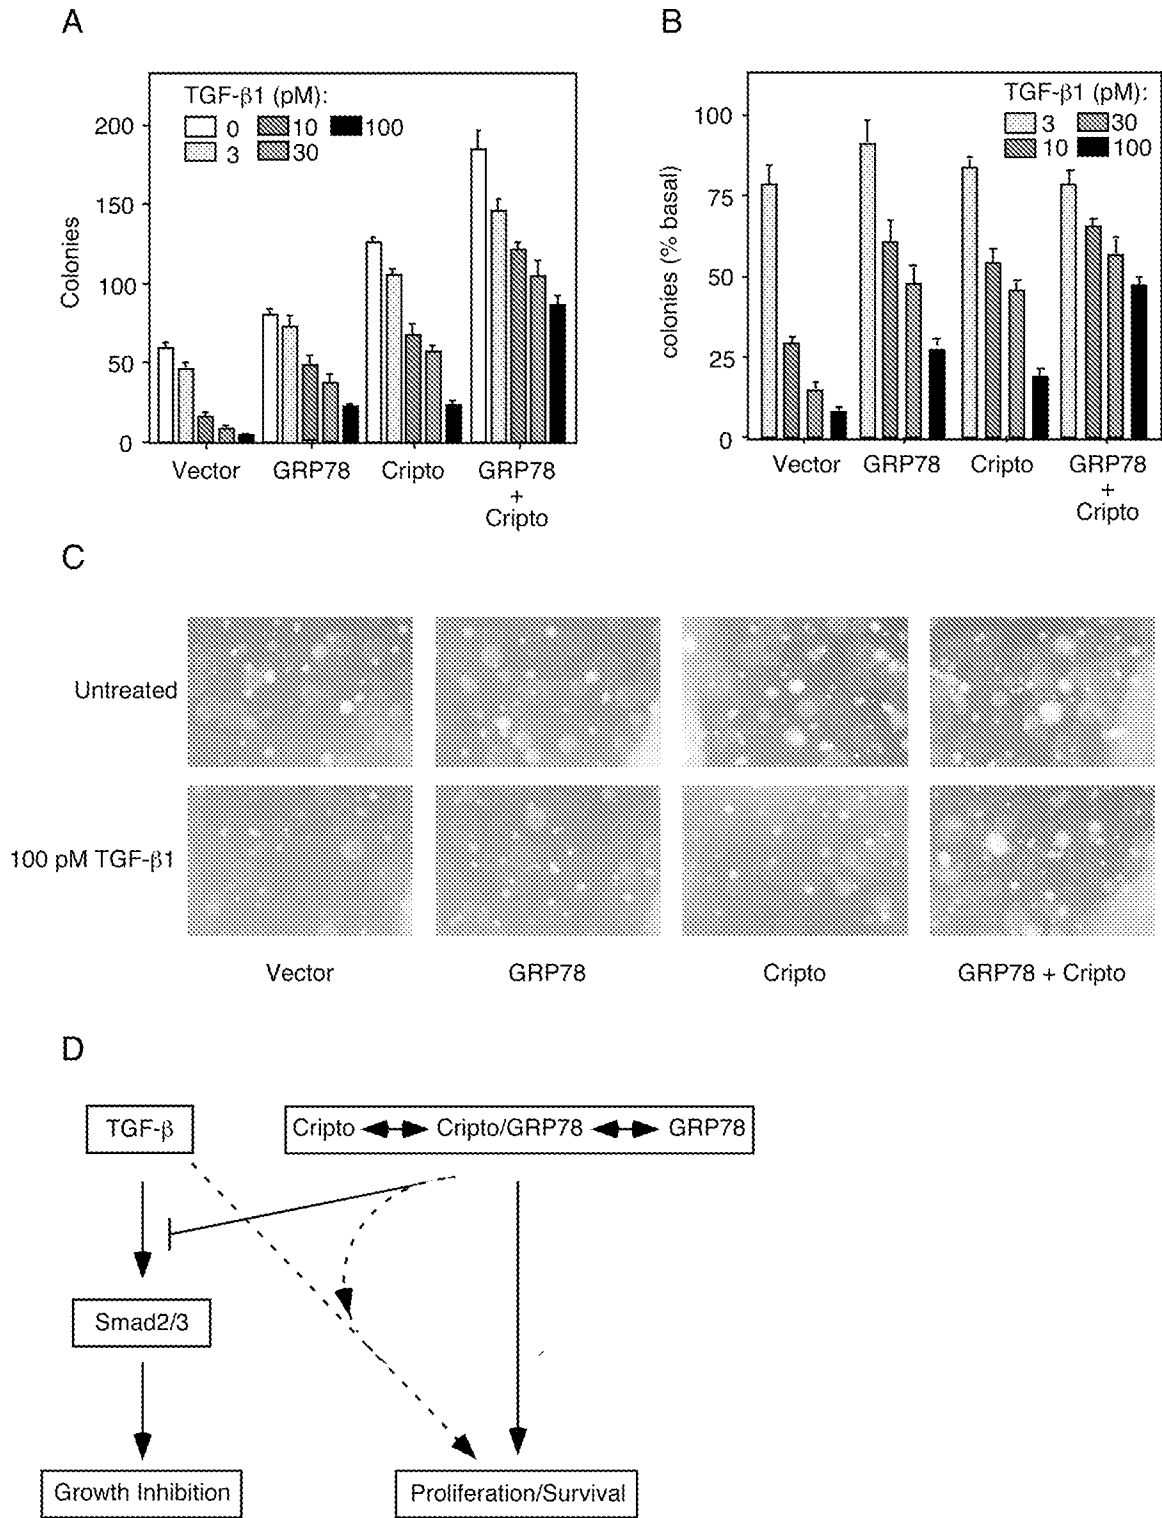 A
TGF-β1 (pM):
0
10
100
3
30
200
150
100
50
0
Colonies
Vector
GRP78
Cripto
GRP78
+
Cripto
B
TGF-β1 (pM):
3
30
10
100
100
75
50
25
0
colonies (% basal)
Vector
GRP78
Cripto
GRP78
+
Cripto
C
Untreated
100 pM TGF-β1
Vector
GRP78
Cripto
GRP78 + Cripto
D
TGF-β
Cripto Cripto/GRP78 GRP78
Smad2/3
Growth Inhibition
Proliferation/Survival